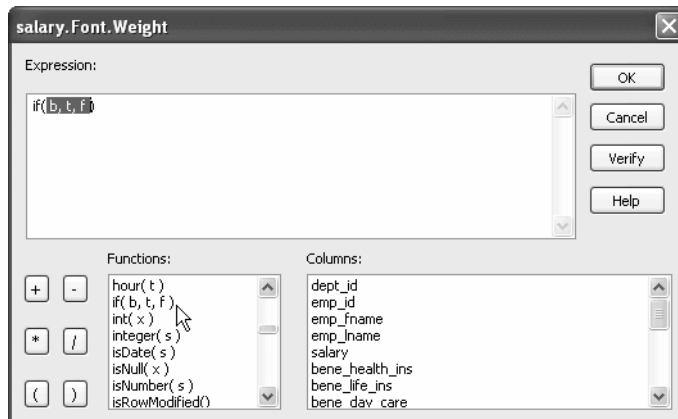 salary.Font.Weight
Expression:
if( b, t, f )
OK
Cancel
Verify
Help
Functions:
Columns:
+ -
* /
( )
hour( t )
if( b, t, f )
int( x )
integer( s )
isDate( s )
isNull( x )
isNumber( s )
isRowModified()
dept_id
emp_id
emp_fname
emp_lname
salary
bene_health_ins
bene_life_ins
bene_day_care